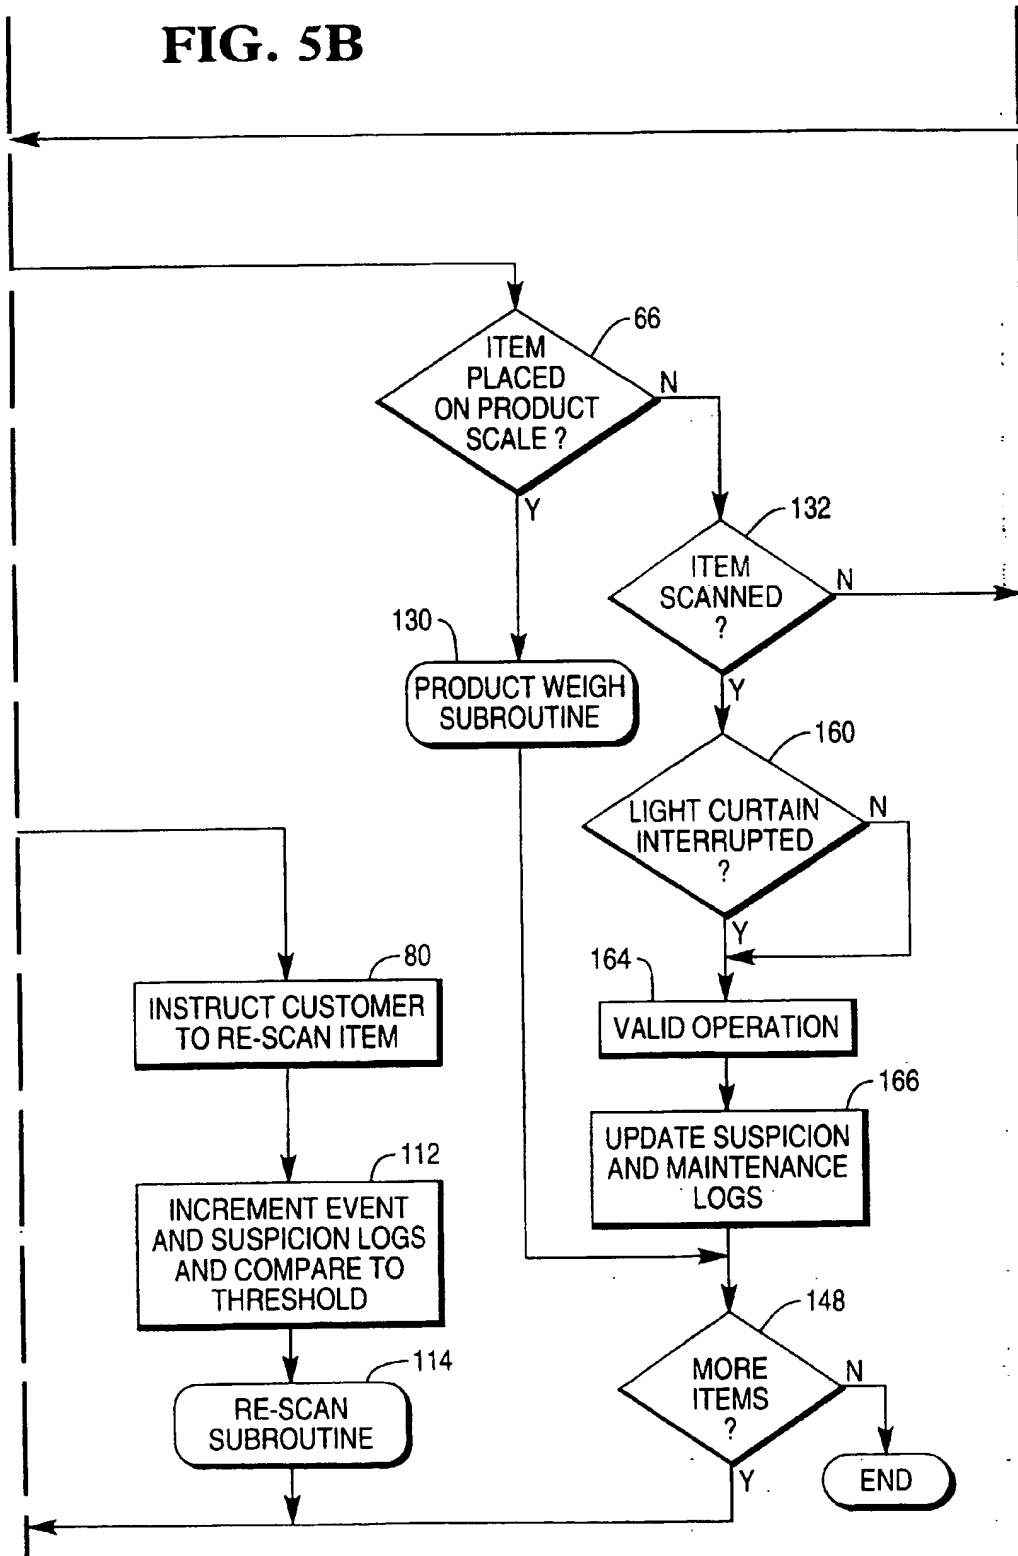 FIG. 5B
66
ITEM
PLACED
ON PRODUCT
SCALE ?
N
Y
132
ITEM
SCANNED
?
N
Y
130
PRODUCT WEIGH
SUBROUTINE
160
LIGHT CURTAIN
INTERRUPTED
?
N
Y
80
INSTRUCT CUSTOMER
TO RE-SCAN ITEM
164
VALID OPERATION
166
UPDATE SUSPICION
AND MAINTENANCE
LOGS
112
INCREMENT EVENT
AND SUSPICION LOGS
AND COMPARE TO
THRESHOLD
148
MORE
ITEMS
?
N
Y
114
RE-SCAN
SUBROUTINE
END